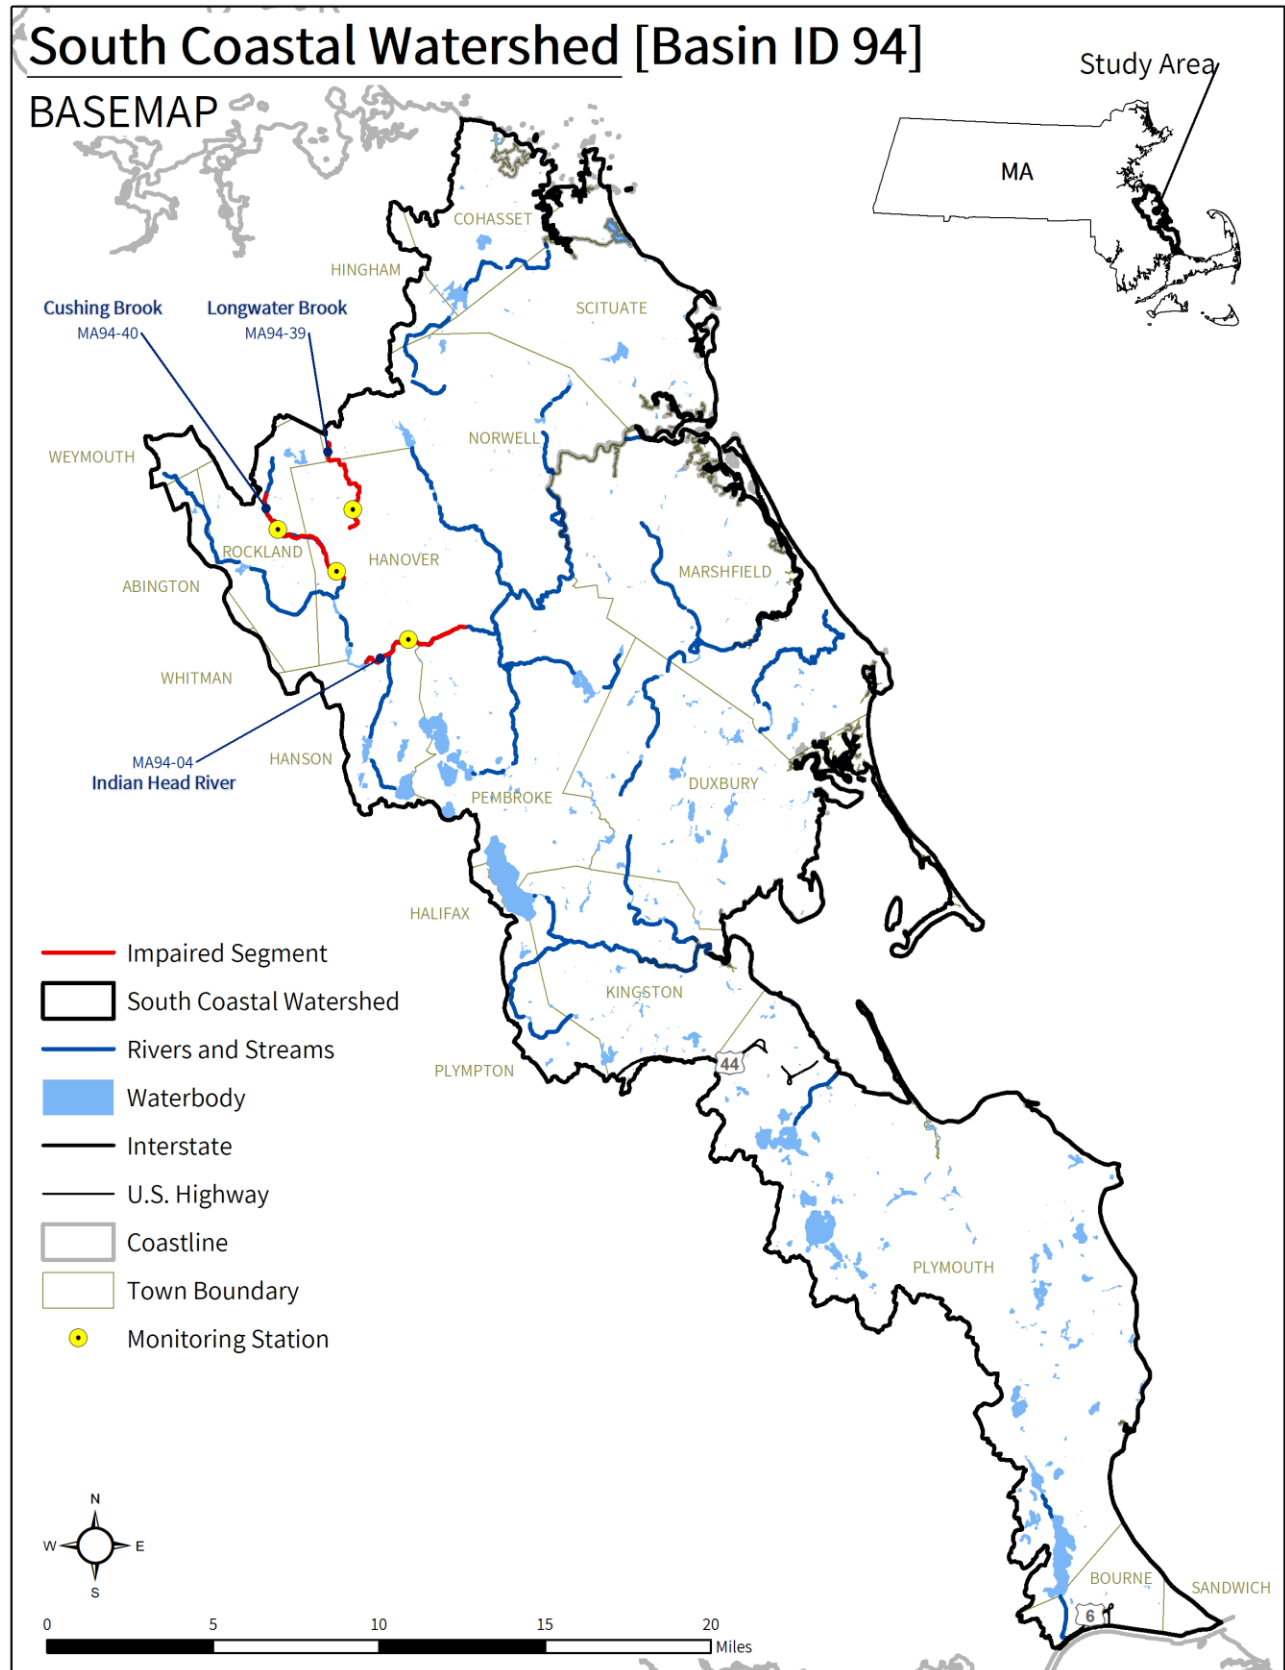 South Coastal Watershed [Basin ID 94]
BASEMAP
Study Area
MA
COHASSET
HINGHAM
SCITUATE
Cushing Brook
MA94-40
Longwater Brook
MA94-39
NORWELL
WEYMOUTH
ROCKLAND
HANOVER
ABINGTON
MARSHFIELD
WHITMAN
HANSON
MA94-04
Indian Head River
PEMBROKE
DUXBURY
HALIFAX
KINGSTON
PLYMPTON
44
PLYMOUTH
BOURNE
SANDWICH
6
Impaired Segment
South Coastal Watershed
Rivers and Streams
Waterbody
Interstate
U.S. Highway
Coastline
Town Boundary
Monitoring Station
N
W E
S
0 5 10 15 20
Miles